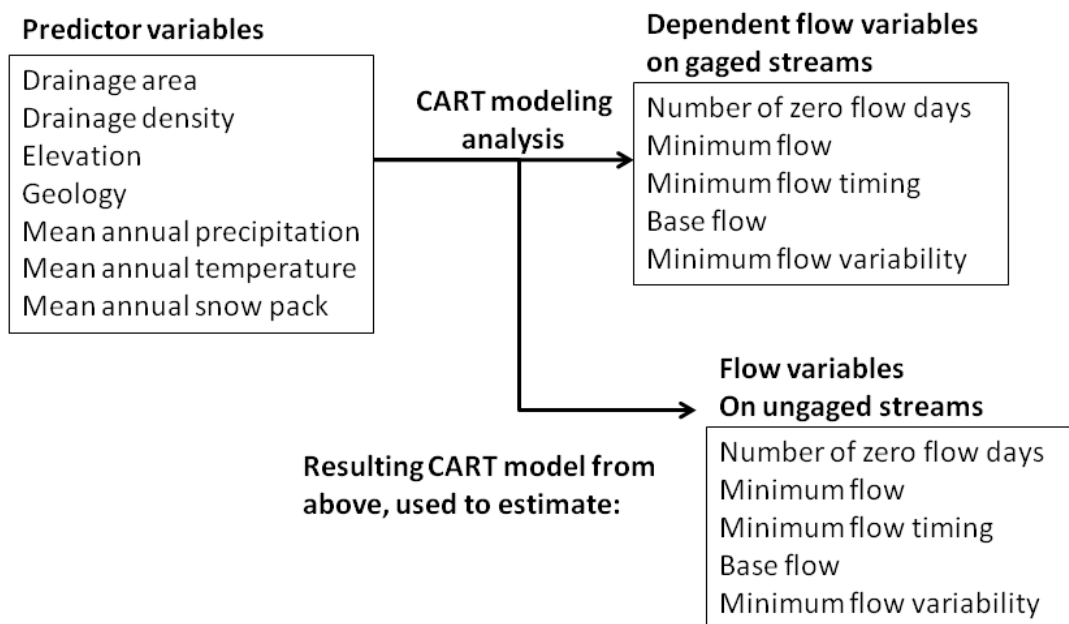 Predictor variables
Drainage area
Drainage density
Elevation
Geology
Mean annual precipitation
Mean annual temperature
Mean annual snow pack
CART modeling
analysis
Dependent flow variables
on gaged streams
Number of zero flow days
Minimum flow
Minimum flow timing
Base flow
Minimum flow variability
Resulting CART model from
above, used to estimate:
Flow variables
On ungaged streams
Number of zero flow days
Minimum flow
Minimum flow timing
Base flow
Minimum flow variability